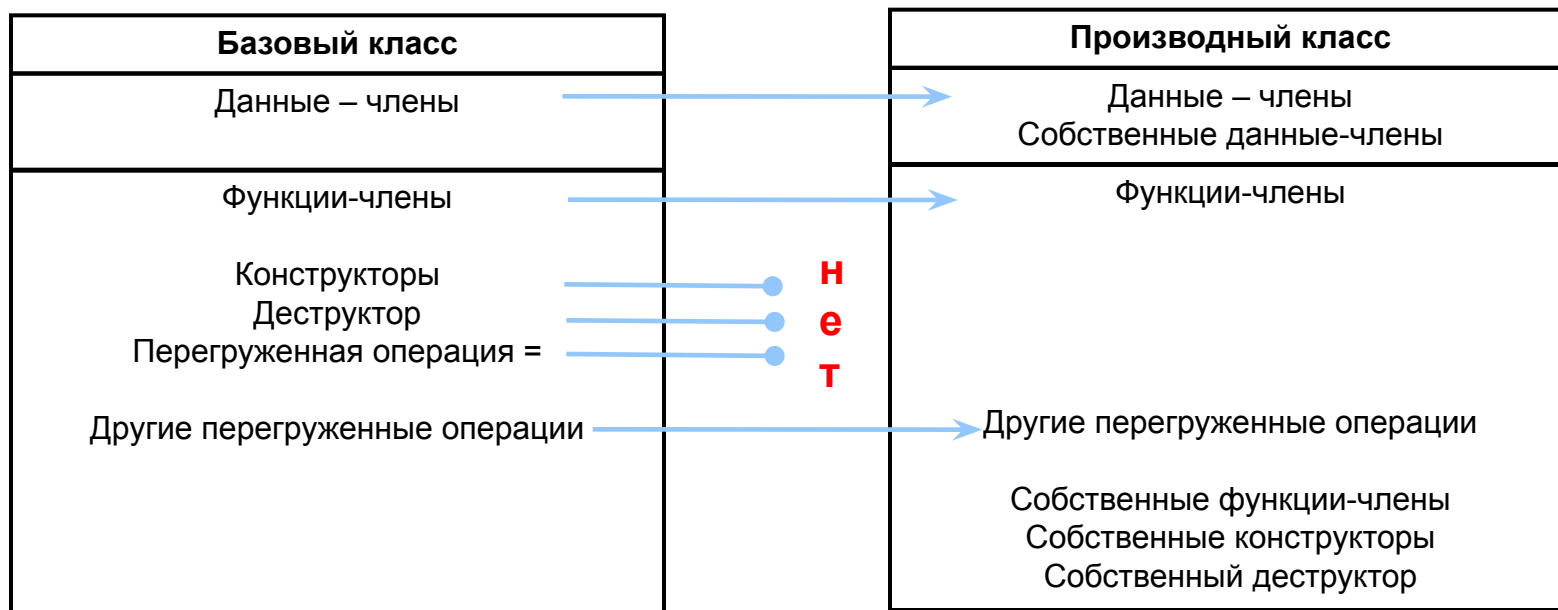 Базовый класс
Данные – члены
Функции-члены
Конструкторы
Деструктор
Перегруженная операция =
Другие перегруженные операции
н
е
т
Производный класс
Данные – члены
Собственные данные-члены
Функции-члены
Другие перегруженные операции
Собственные функции-члены
Собственные конструкторы
Собственный деструктор